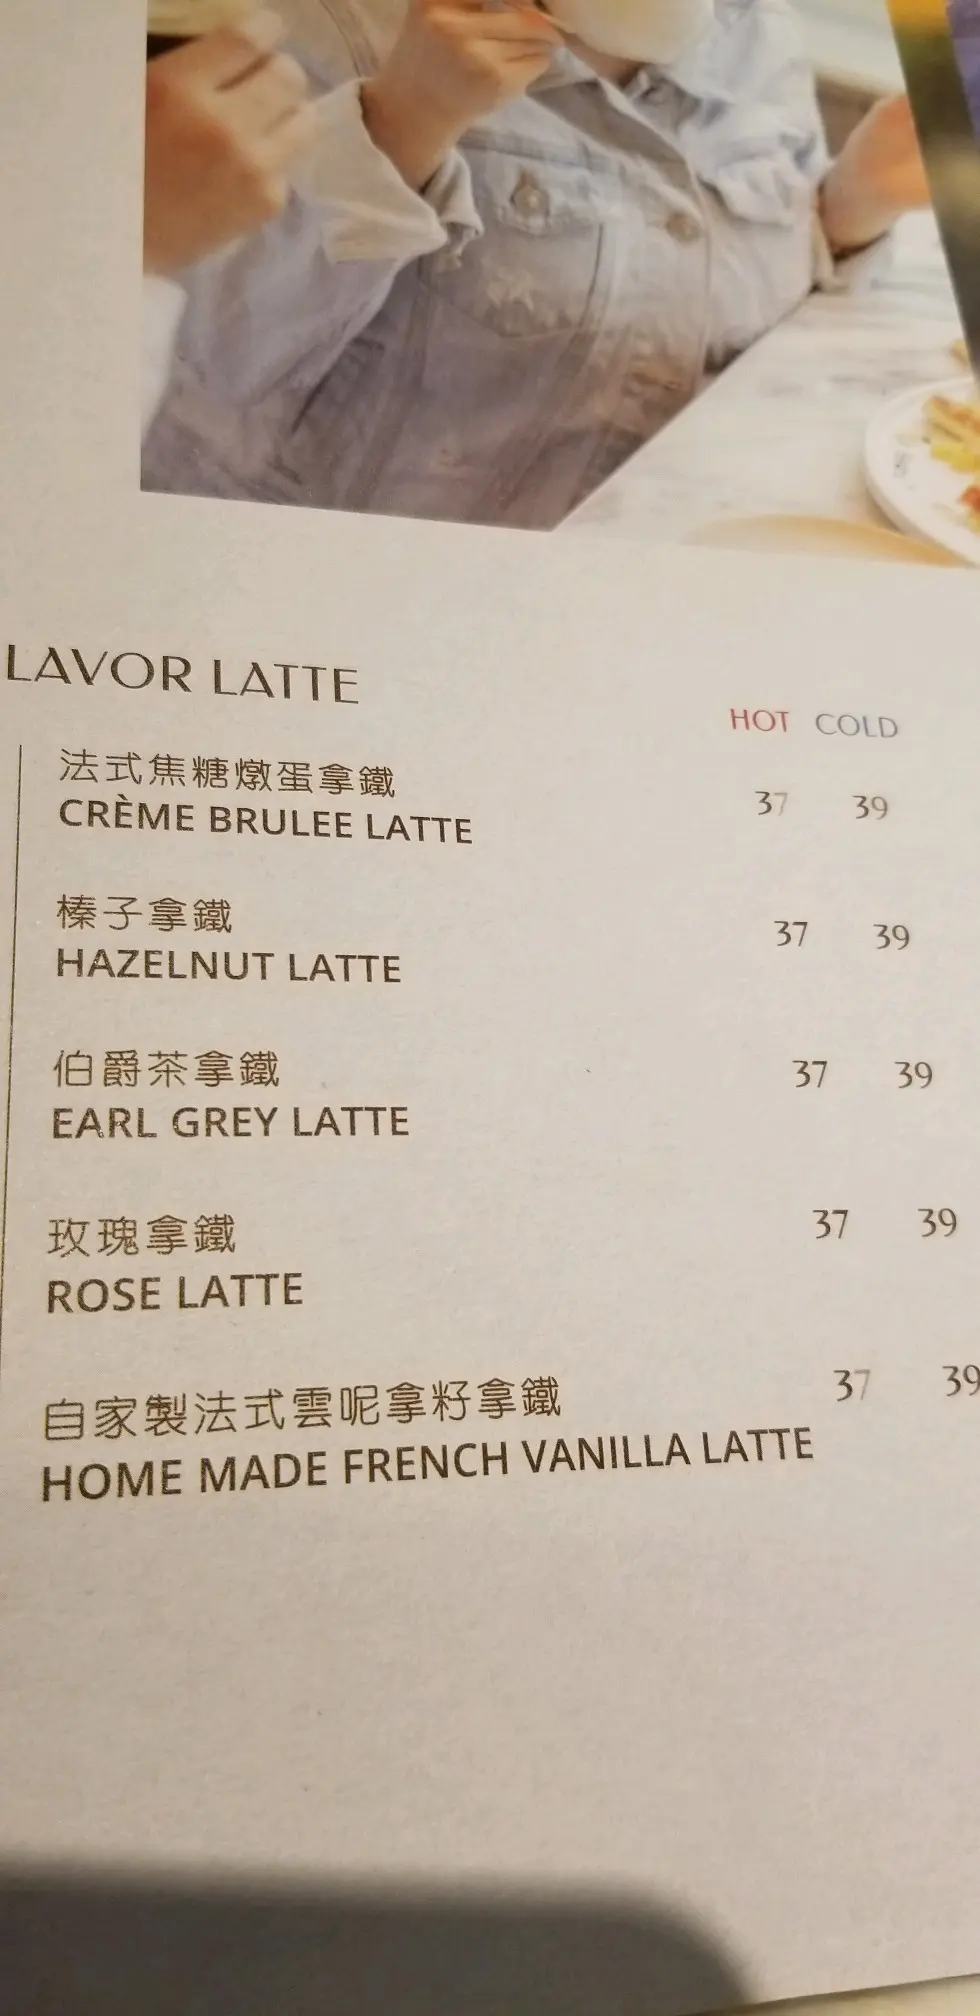 LAVOR LATTE
HOT COLD
法式焦糖燉蛋拿鐵 37 39
CRÈME BRULEE LATTE
榛子拿鐵 37 39
HAZELNUT LATTE
伯爵茶拿鐵 37 39
EARL GREY LATTE
玫瑰拿鐵 37 39
ROSE LATTE
自家製法式雲呢拿籽拿鐵 37 39
HOME MADE FRENCH VANILLA LATTE